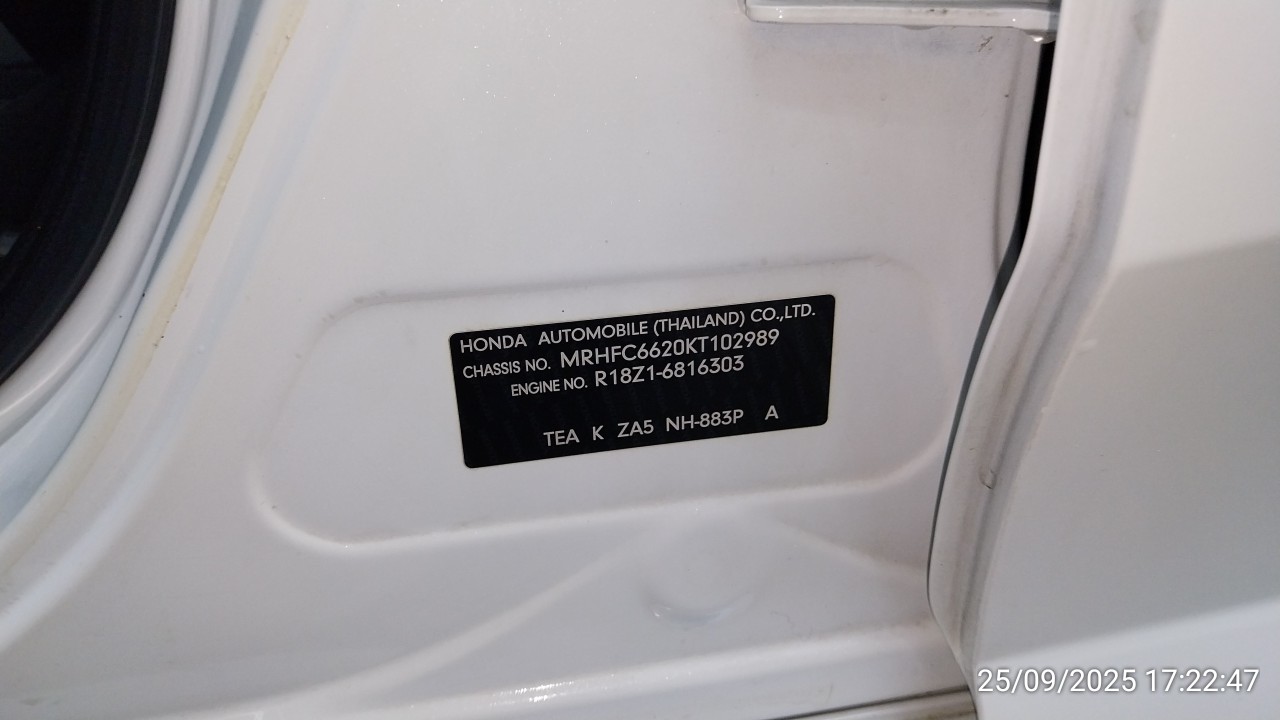 HONDA AUTOMOBILE (THAILAND) CO.,LTD.
CHASSIS NO. MRHFC6620KT102989
ENGINE NO. R18Z1-6816303
TEA K ZA5 NH-883P A
25/09/2025 17:22:47